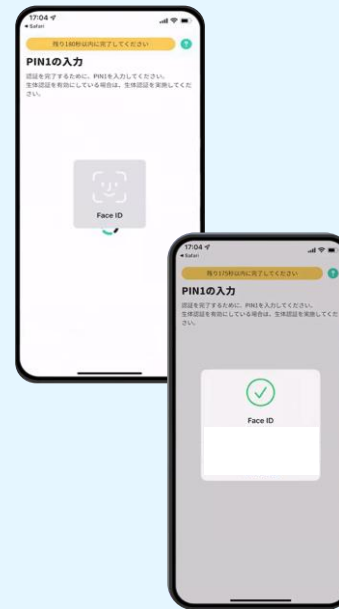 17:04
◀ Safari
残り180秒以内に完了してください
?
PIN1の入力
認証を完了するために、PIN1を入力してください。
生体認証を有効にしている場合は、生体認証を実施してくだ
さい。
Face ID
17:04
◀ Safari
残り175秒以内に完了してください
?
PIN1の入力
認証を完了するために、PIN1を入力してください。
生体認証を有効にしている場合は、生体認証を実施してくだ
さい。
Face ID